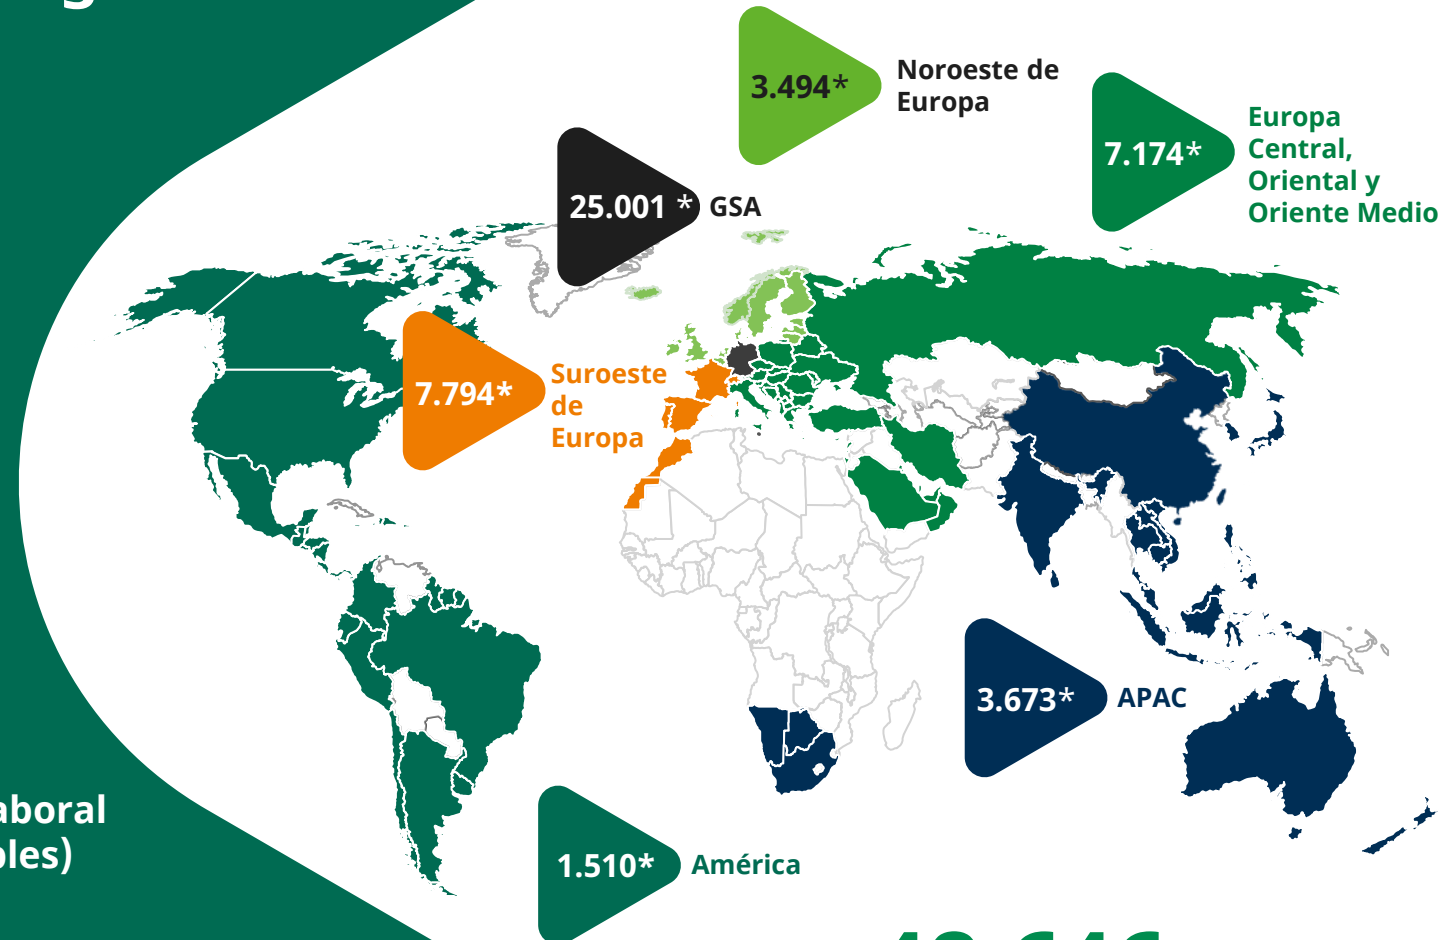 3.494*
Noroeste de
Europa
7.174*
Europa
Central,
Oriental y
Oriente Medio
25.001 *
GSA
7.794*
Suroeste
de
Europa
3.673*
APAC
aboral
1.510*
América